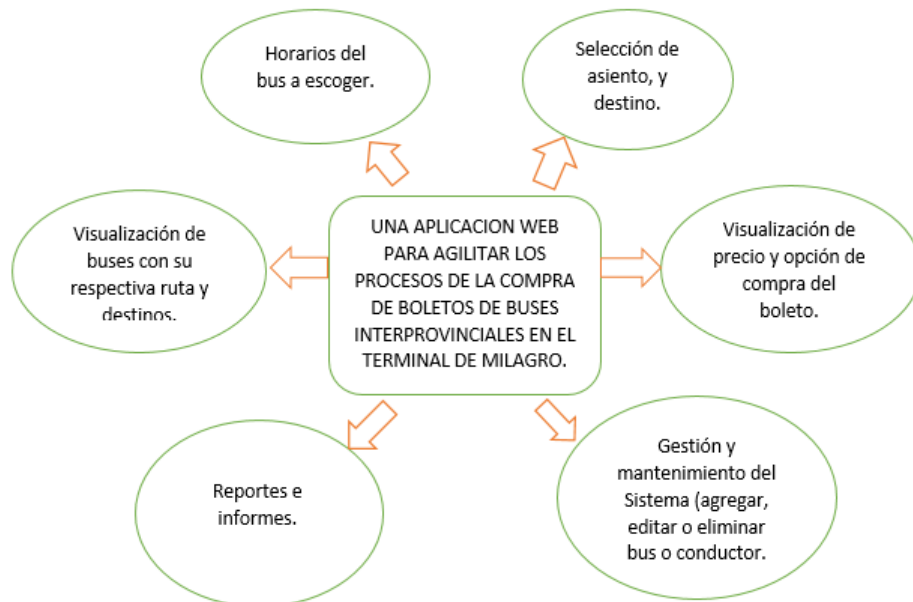 Horarios del
bus a escoger.
Selección de
asiento, y
destino.
Visualización de
buses con su
respectiva ruta y
destinos.
UNA APLICACION WEB
PARA AGILITAR LOS
PROCESOS DE LA COMPRA
DE BOLETOS DE BUSES
INTERPROVINCIALES EN EL
TERMINAL DE MILAGRO.
Visualización de
precio y opción de
compra del
boleto.
Reportes e
informes.
Gestión y
mantenimiento del
Sistema (agregar,
editar o eliminar
bus o conductor.